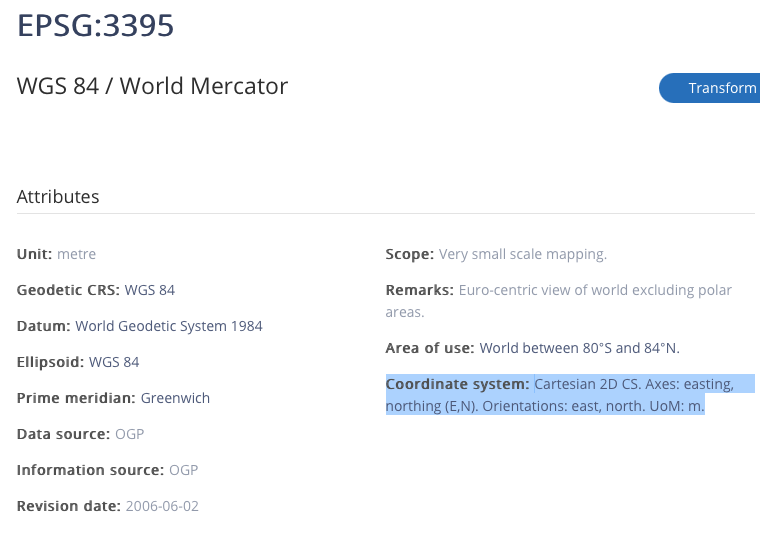 EPSG:3395
WGS 84 / World Mercator
Transform
Attributes
Unit: metre
Geodetic CRS: WGS 84
Datum: World Geodetic System 1984
Ellipsoid: WGS 84
Prime meridian: Greenwich
Data source: OGP
Information source: OGP
Revision date: 2006-06-02
Scope: Very small scale mapping.
Remarks: Euro-centric view of world excluding polar
areas.
Area of use: World between 80°S and 84°N.
Coordinate system: Cartesian 2D CS. Axes: easting,
northing (E,N). Orientations: east, north. UoM: m.